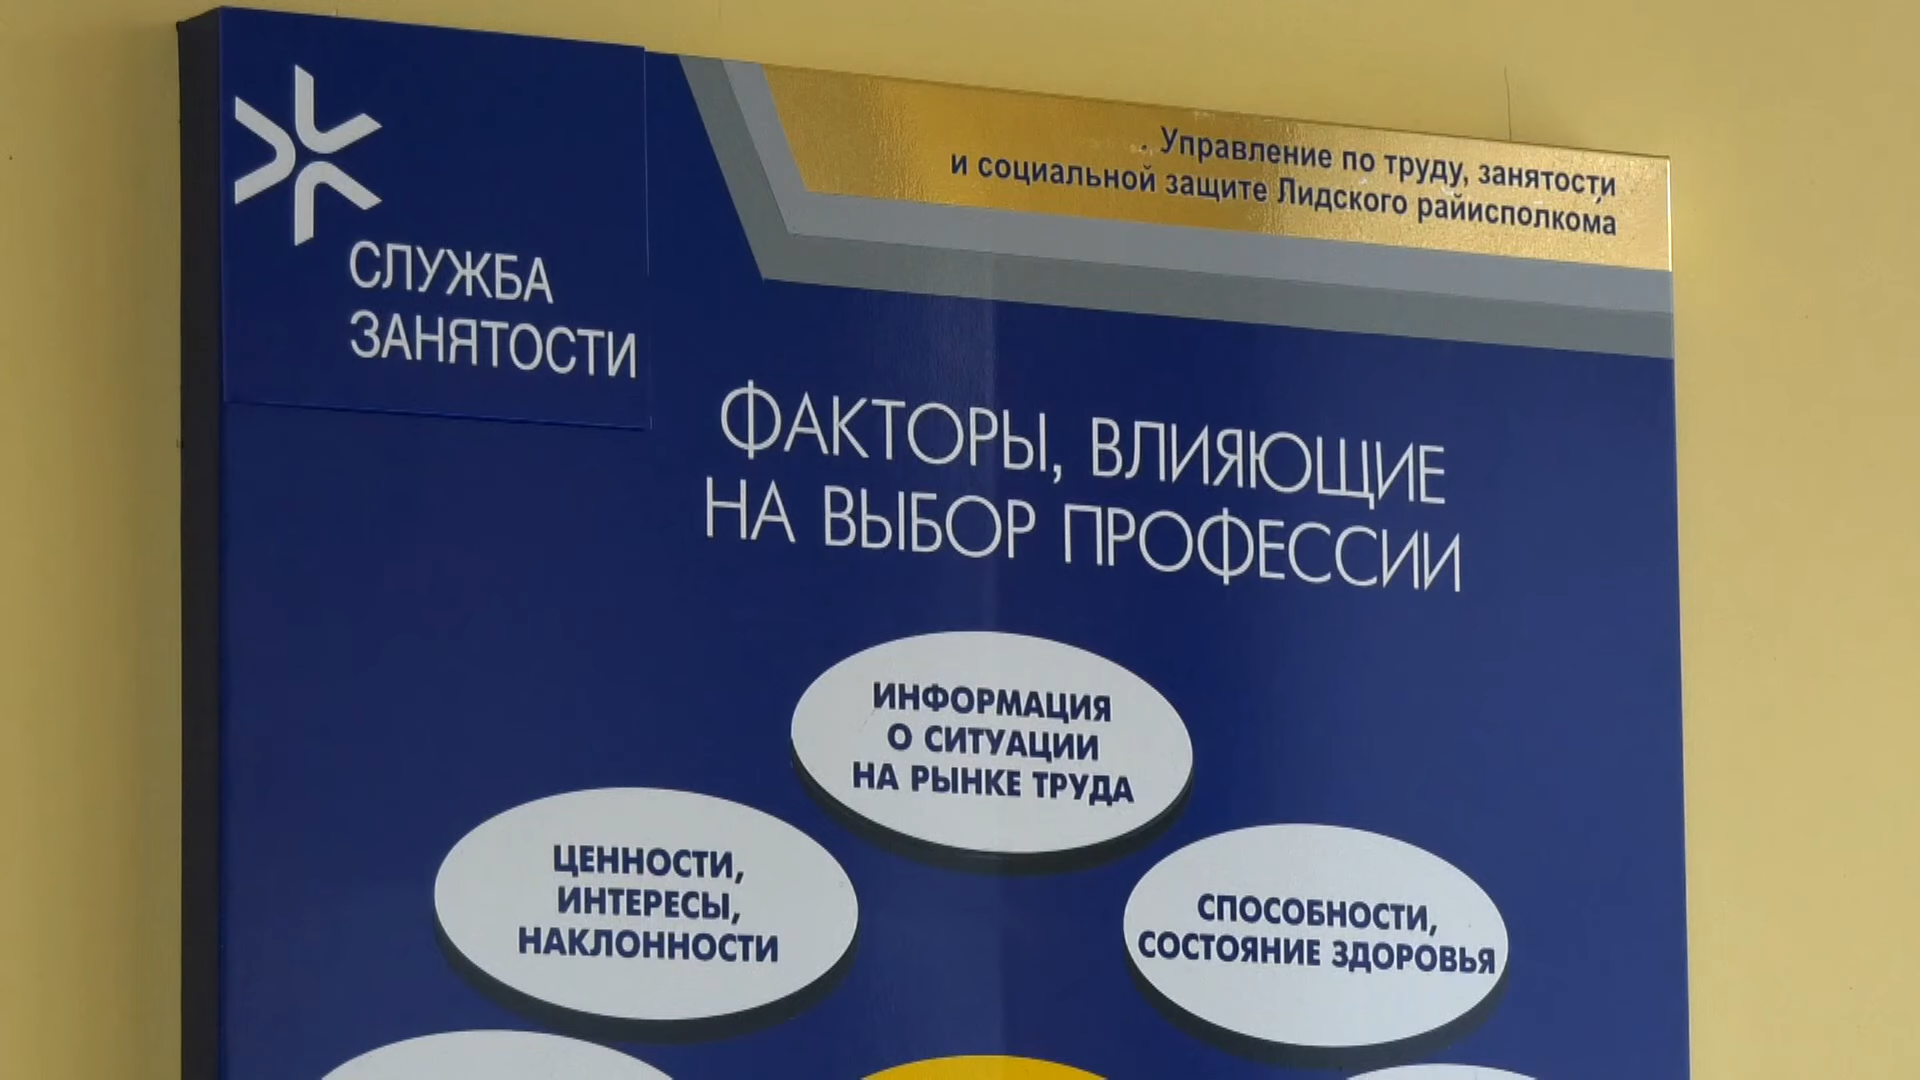 СЛУЖБА
ЗАНЯТОСТИ
Управление по труду, занятости
и социальной защите Лидского райисполкома
ФАКТОРЫ, ВЛИЯЮЩИЕ
НА ВЫБОР ПРОФЕССИИ
ИНФОРМАЦИЯ
О СИТУАЦИИ
НА РЫНКЕ ТРУДА
ЦЕННОСТИ,
ИНТЕРЕСЫ,
НАКЛОННОСТИ
СПОСОБНОСТИ,
СОСТОЯНИЕ ЗДОРОВЬЯ